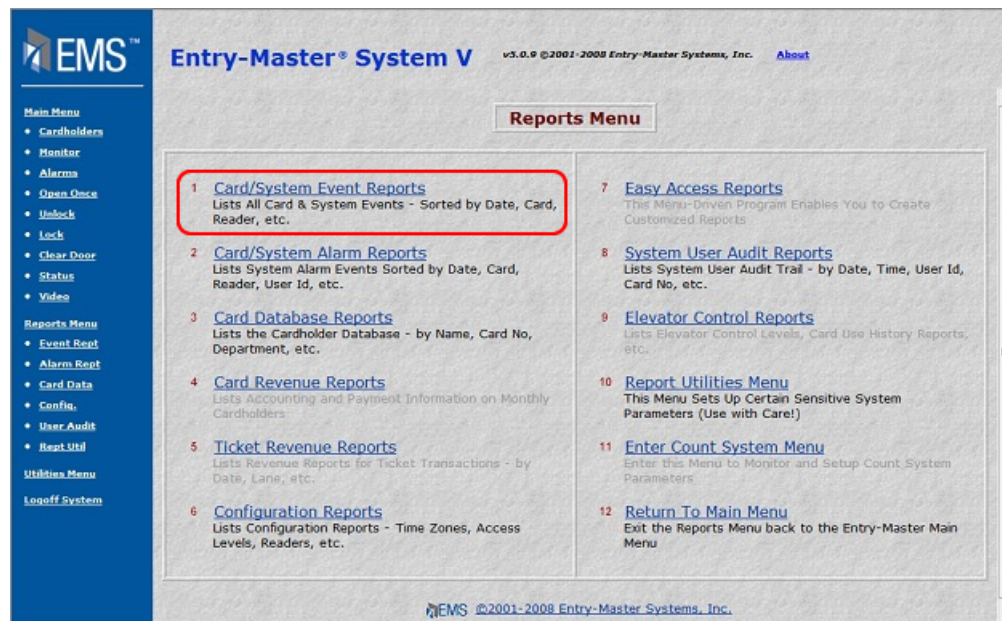 EMS™
Entry-Master® System V
v5.0.9 ©2001-2008 Entry-Master Systems, Inc.
About
Main Menu
Cardholders
Monitor
Alarms
Open Once
Unlock
Lock
Clear Door
Status
Video
Reports Menu
Event Rept
Alarm Rept
Card Data
Config.
User Audit
Rept Util
Utilities Menu
Logoff System
Reports Menu
1 Card/System Event Reports
Lists All Card & System Events - Sorted by Date, Card,
Reader, etc.
2 Card/System Alarm Reports
Lists System Alarm Events Sorted by Date, Card,
Reader, User Id, etc.
3 Card Database Reports
Lists the Cardholder Database - by Name, Card No,
Department, etc.
4 Card Revenue Reports
Lists Accounting and Payment Information on Monthly
Cardholders
5 Ticket Revenue Reports
Lists Revenue Reports for Ticket Transactions - by
Date, Lane, etc.
6 Configuration Reports
Lists Configuration Reports - Time Zones, Access
Levels, Readers, etc.
7 Easy Access Reports
This Menu-Driven Program Enables You to Create
Customized Reports
8 System User Audit Reports
Lists System User Audit Trail - by Date, Time, User Id,
Card No, etc.
9 Elevator Control Reports
Lists Elevator Control Levels, Card Use History Reports,
etc.
10 Report Utilities Menu
This Menu Sets Up Certain Sensitive System
Parameters (Use with Care!)
11 Enter Count System Menu
Enter this Menu to Monitor and Setup Count System
Parameters
12 Return To Main Menu
Exit the Reports Menu back to the Entry-Master Main
Menu
EMS ©2001-2008 Entry-Master Systems, Inc.